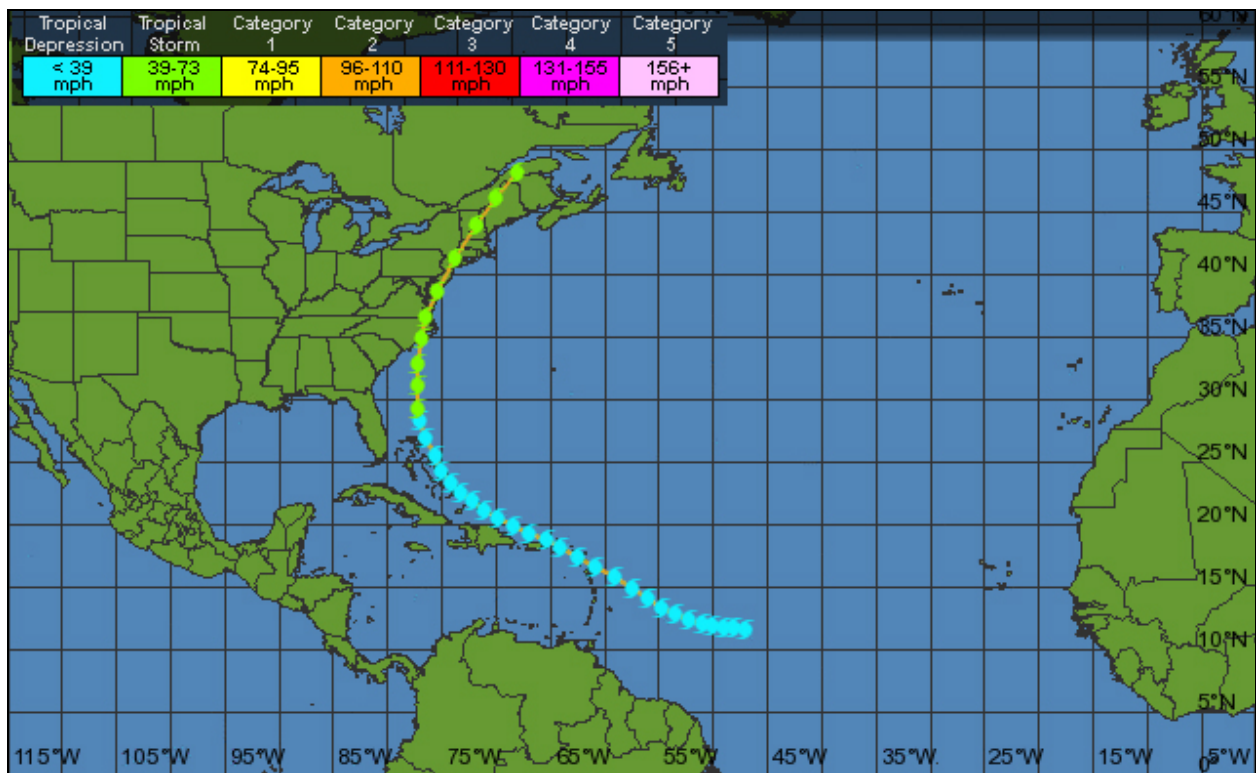 Tropical Depression
Tropical Storm
Category 1
Category 2
Category 3
Category 4
Category 5
< 39 mph
39-73 mph
74-95 mph
96-110 mph
111-130 mph
131-155 mph
156+ mph
60°N
55°N
50°N
45°N
40°N
35°N
30°N
25°N
20°N
15°N
10°N
5°N
0°
115°W 105°W 95°W 85°W 75°W 65°W 55°W 45°W 35°W 25°W 15°W 5°W